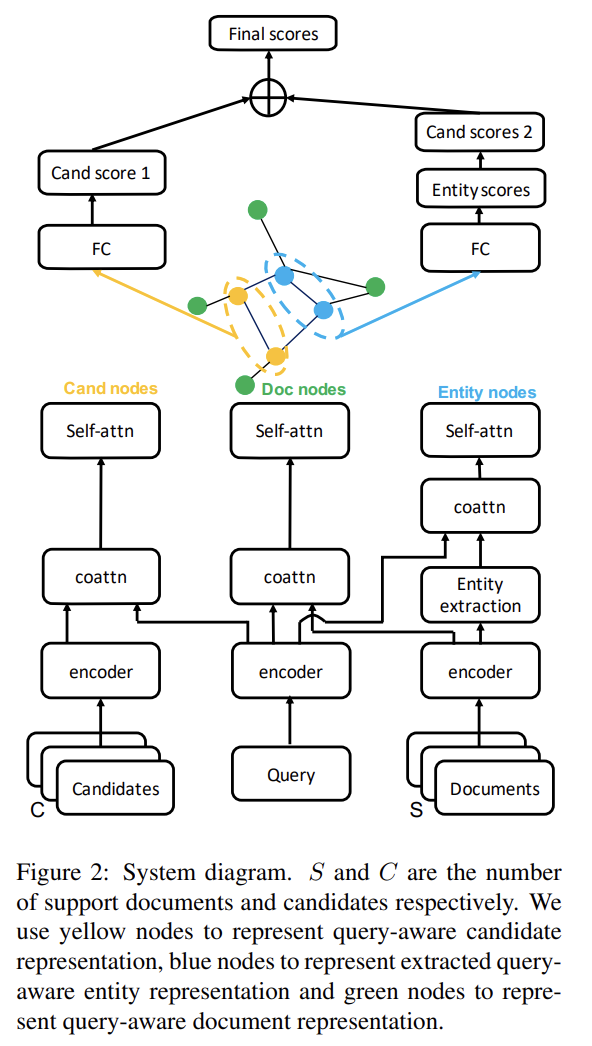 Final scores
Cand scores 2
Cand score 1
Entity scores
FC
FC
Cand nodes
Doc nodes
Entity nodes
Self-attn
Self-attn
Self-attn
coattn
coattn
coattn
Entity
extraction
encoder
encoder
encoder
Candidates
Query
Documents
C
S
Figure 2: System diagram. S and C are the number
of support documents and candidates respectively. We
use yellow nodes to represent query-aware candidate
representation, blue nodes to represent extracted query-
aware entity representation and green nodes to repre-
sent query-aware document representation.